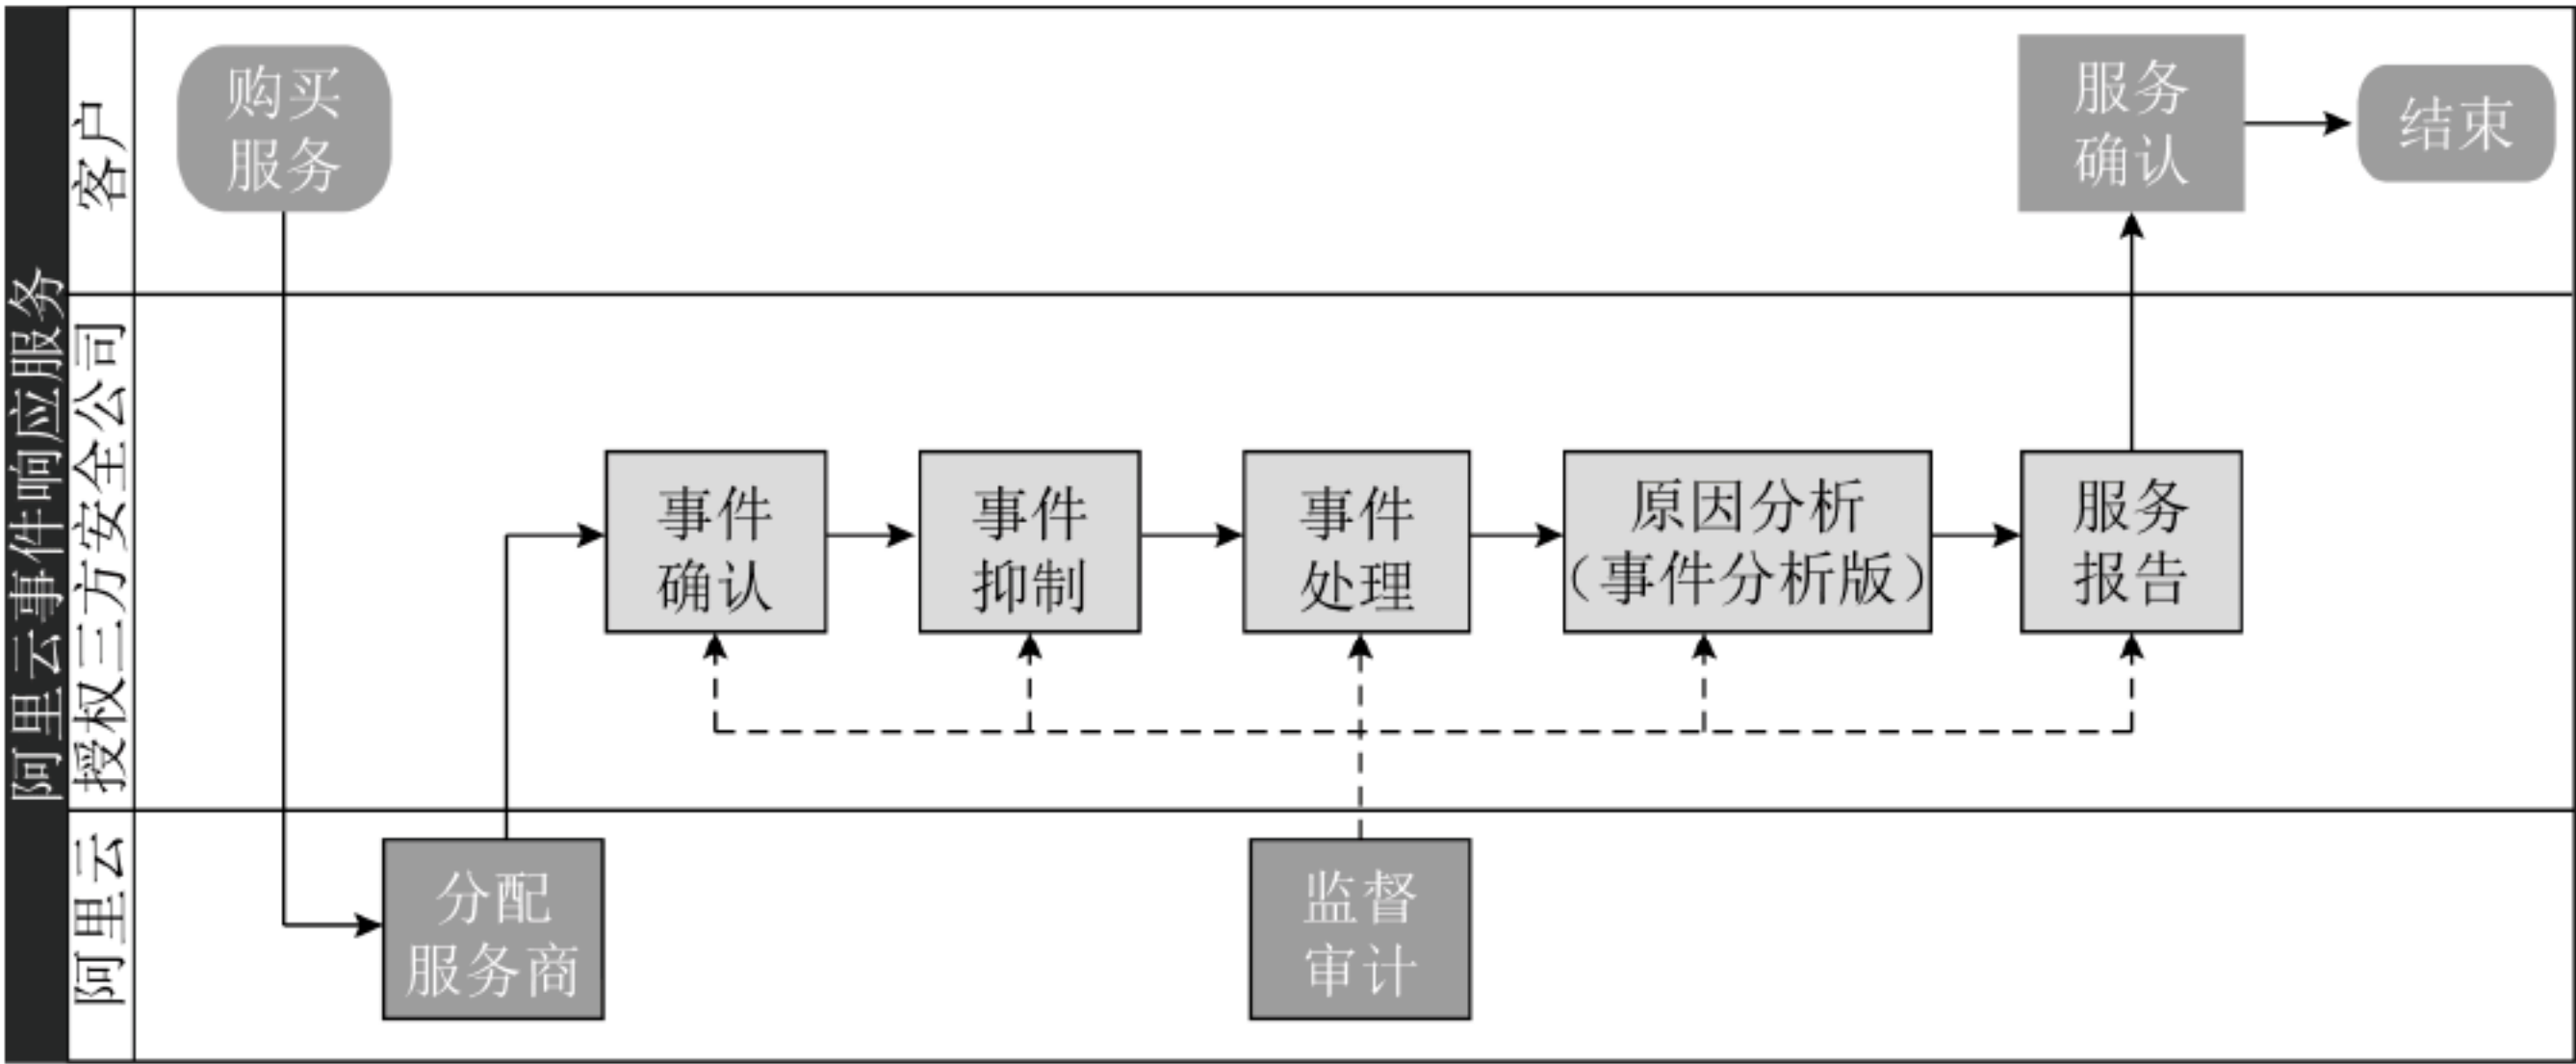 阿里云事件响应服务
客户
购买
服务
服务
确认
结束
授权三方安全公司
事件
确认
事件
抑制
事件
处理
原因分析
（事件分析版）
服务
报告
阿里云
分配
服务商
监督
审计